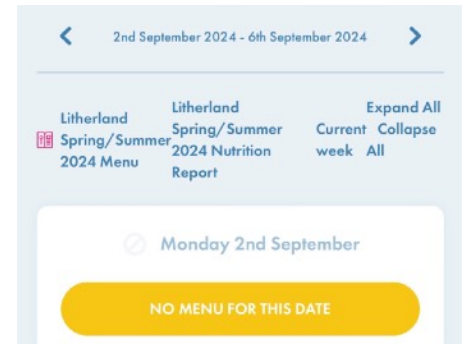 2nd September 2024 - 6th September 2024
Litherland
Spring/Summer
2024 Menu
Litherland
Spring/Summer
2024 Nutrition
Report
Current
week
Expand All
Collapse
All
Monday 2nd September
NO MENU FOR THIS DATE